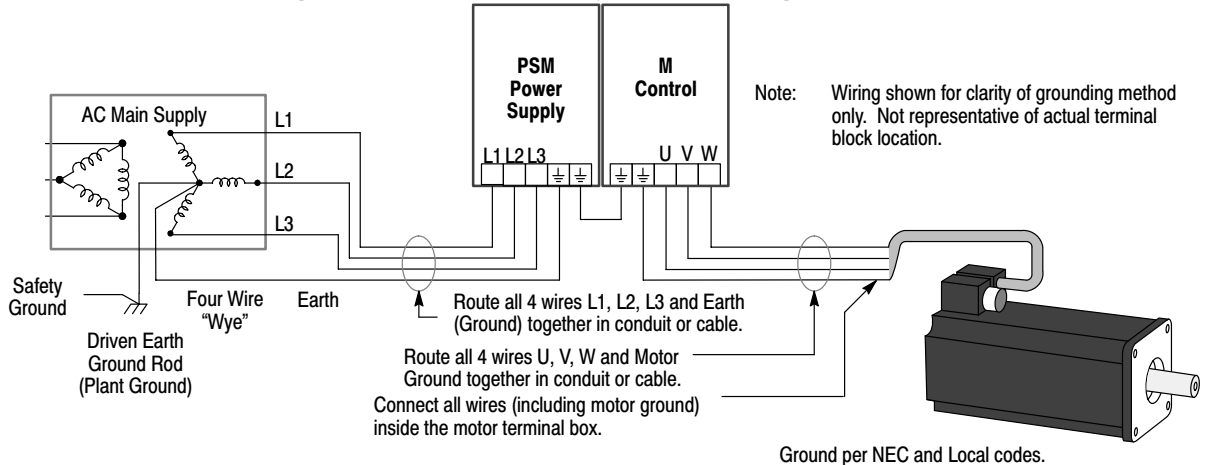 PSM
Power
Supply
M
Control
Note: Wiring shown for clarity of grounding method
only. Not representative of actual terminal
block location.
AC Main Supply
L1
L2
L3
L1 L2 L3
U V W
Safety
Ground
Four Wire
“Wye”
Earth
Driven Earth
Ground Rod
(Plant Ground)
Route all 4 wires L1, L2, L3 and Earth
(Ground) together in conduit or cable.
Route all 4 wires U, V, W and Motor
Ground together in conduit or cable.
Connect all wires (including motor ground)
inside the motor terminal box.
Ground per NEC and Local codes.